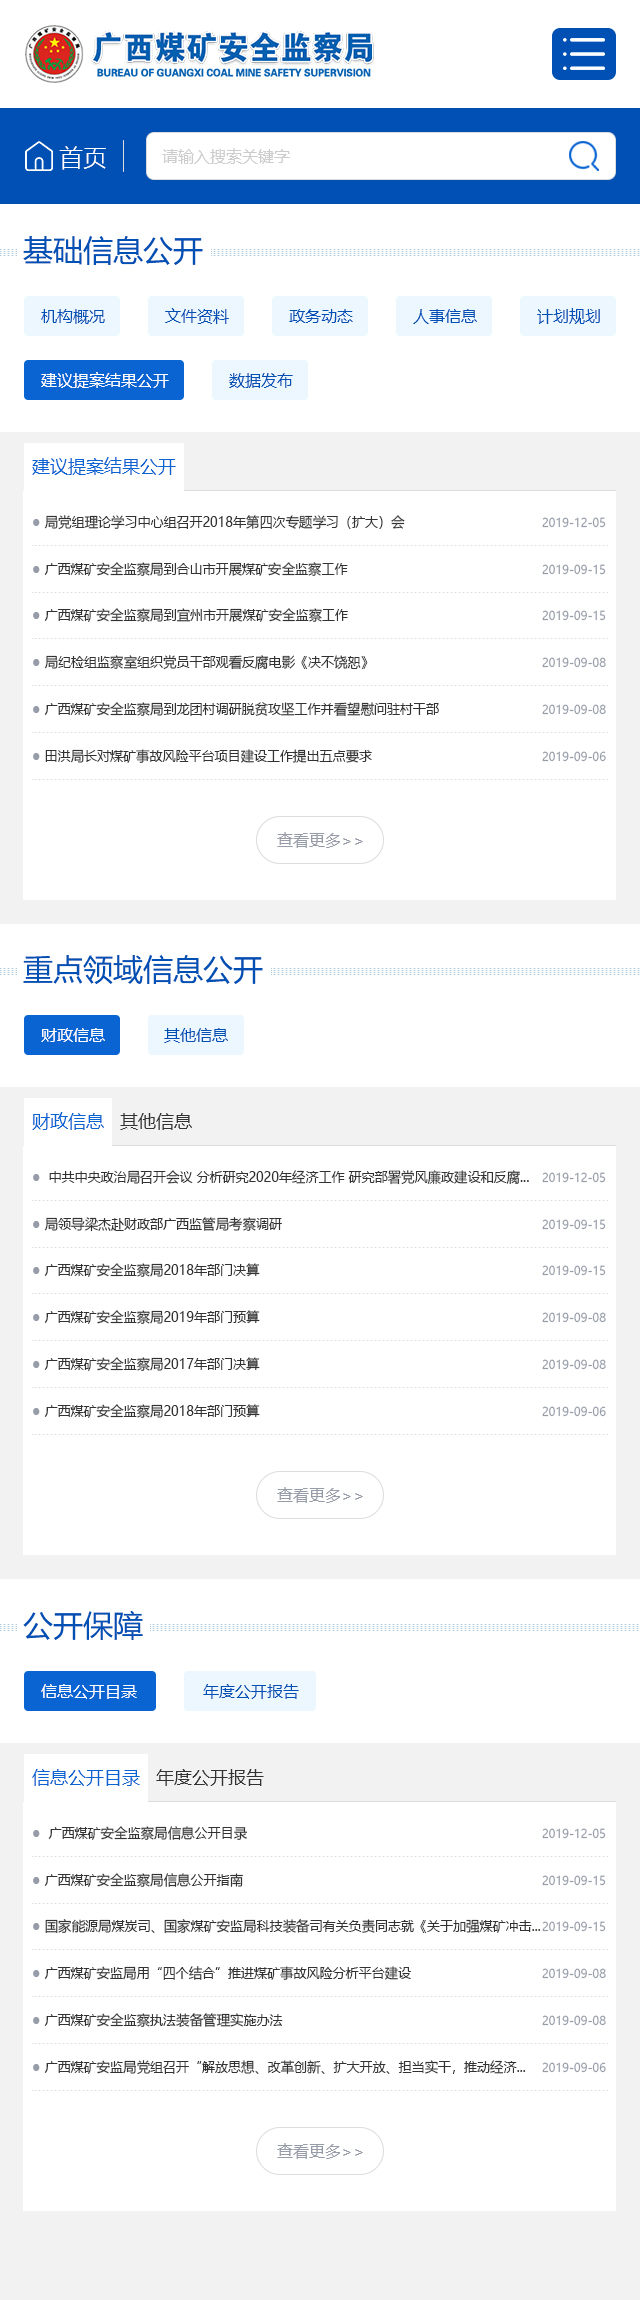 广西煤矿安全监察局
BUREAU OF GUANGXI COAL MINE SAFETY SUPERVISION
首页 请输入搜索关键字
基础信息公开
机构概况 文件资料 政务动态 人事信息 计划规划
建议提案结果公开 数据发布
建议提案结果公开
局党组理论学习中心组召开2018年第四次专题学习（扩大）会 2019-12-05
广西煤矿安全监察局到合山市开展煤矿安全监察工作 2019-09-15
广西煤矿安全监察局到宜州市开展煤矿安全监察工作 2019-09-15
局纪检组监察室组织党员干部观看反腐电影《决不饶恕》 2019-09-08
广西煤矿安全监察局到龙团村调研脱贫攻坚工作并看望慰问驻村干部 2019-09-08
田洪局长对煤矿事故风险平台项目建设工作提出五点要求 2019-09-06
查看更多>>
重点领域信息公开
财政信息 其他信息
财政信息 其他信息
中共中央政治局召开会议 分析研究2020年经济工作 研究部署党风廉政建设和反腐... 2019-12-05
局领导梁杰赴财政部广西监管局考察调研 2019-09-15
广西煤矿安全监察局2018年部门决算 2019-09-15
广西煤矿安全监察局2019年部门预算 2019-09-08
广西煤矿安全监察局2017年部门决算 2019-09-08
广西煤矿安全监察局2018年部门预算 2019-09-06
查看更多>>
公开保障
信息公开目录 年度公开报告
信息公开目录 年度公开报告
广西煤矿安全监察局信息公开目录 2019-12-05
广西煤矿安全监察局信息公开指南 2019-09-15
国家能源局煤炭司、国家煤矿安监局科技装备司有关负责同志就《关于加强煤矿冲击... 2019-09-15
广西煤矿安监局用“四个结合”推进煤矿事故风险分析平台建设 2019-09-08
广西煤矿安全监察执法装备管理实施办法 2019-09-08
广西煤矿安监局党组召开“解放思想、改革创新、扩大开放、担当实干，推动经济... 2019-09-06
查看更多>>